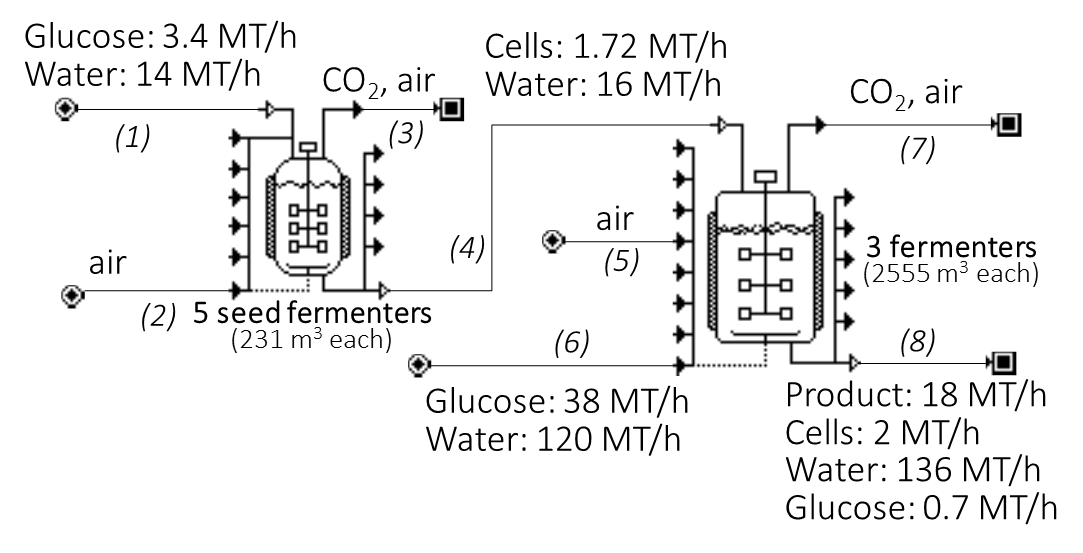 Glucose: 3.4 MT/h
Water: 14 MT/h
CO₂, air
(1)
(3)
Cells: 1.72 MT/h
Water: 16 MT/h
CO₂, air
(7)
air
(2)
5 seed fermenters
(231 m³ each)
(4)
air
(5)
3 fermenters
(2555 m³ each)
(6)
Glucose: 38 MT/h
Water: 120 MT/h
(8)
Product: 18 MT/h
Cells: 2 MT/h
Water: 136 MT/h
Glucose: 0.7 MT/h